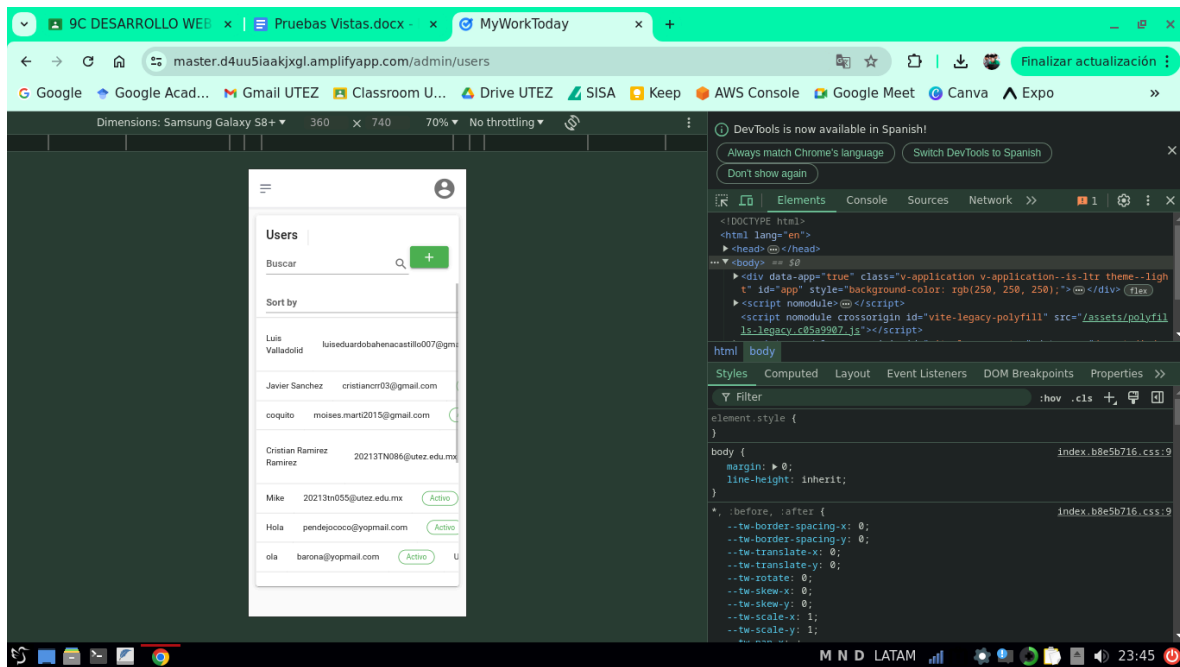 9C DESARROLLO WEB
Pruebas Vistas.docx -
MyWorkToday
master.d4uu5iaakjxgl.amplifyapp.com/admin/users
Finalizar actualización
Google
Google Acad...
Gmail UTEZ
Classroom U...
Drive UTEZ
SISA
Keep
AWS Console
Google Meet
Canva
Expo
»
Dimensions: Samsung Galaxy S8+ ▼ 360 × 740 70% ▼ No throttling ▼
DevTools is now available in Spanish!
Always match Chrome's language
Switch DevTools to Spanish
Don't show again
Elements Console Sources Network » 1
<!DOCTYPE html>
<html lang="en">
▶<head>…</head>
… ▼<body> == $0
▶<div data-app="true" class="v-application v-application--is-ltr theme--ligh
t" id="app" style="background-color: rgb(250, 250, 250);">…</div> flex
▶<script nomodule>…</script>
<script nomodule crossorigin id="vite-legacy-polyfill" src="/assets/polyfil
ls-legacy.c05a9907.js"></script>
html body
Styles Computed Layout Event Listeners DOM Breakpoints Properties »
Filter :hov .cls +
element.style {
}
body { index.b8e5b716.css:9
margin: ▶ 0;
line-height: inherit;
}
*, :before, :after { index.b8e5b716.css:9
--tw-border-spacing-x: 0;
--tw-border-spacing-y: 0;
--tw-translate-x: 0;
--tw-translate-y: 0;
--tw-rotate: 0;
--tw-skew-x: 0;
--tw-skew-y: 0;
--tw-scale-x: 1;
--tw-scale-y: 1;
Users
Buscar
+
Sort by
Luis
Valladolid
luiseduardobahenacastillo007@gma
Javier Sanchez cristiancrr03@gmail.com
coquito moises.marti2015@gmail.com
Cristian Ramirez
Ramirez
20213TN086@utez.edu.mx
Mike 20213tn055@utez.edu.mx Activo
Hola pendejococo@yopmail.com Activo
ola barona@yopmail.com Activo U
M N D LATAM 23:45